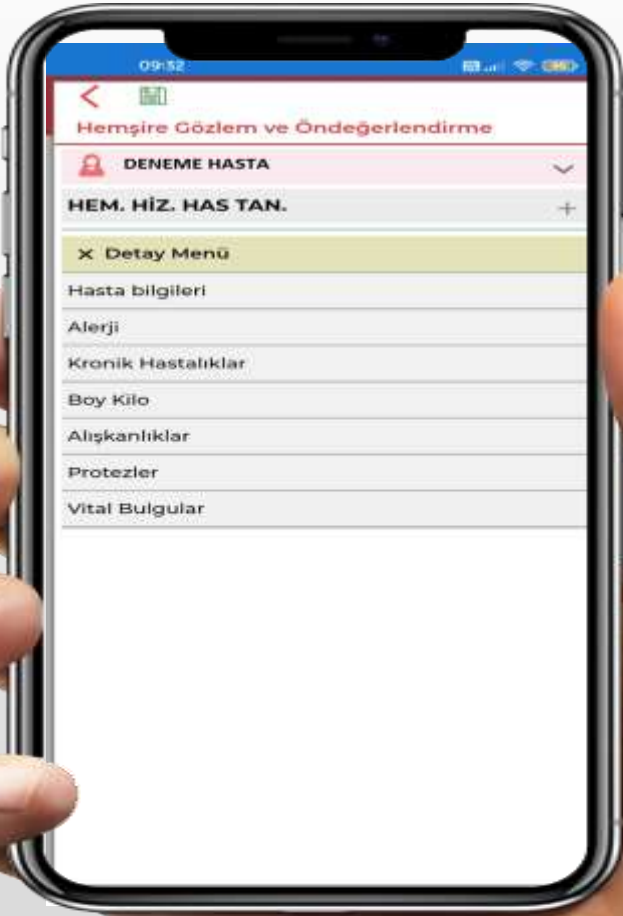 09:52
Hemşire Gözlem ve Öndeğerlendirme
DENEME HASTA
HEM. HİZ. HAS TAN.
× Detay Menü
Hasta bilgileri
Alerji
Kronik Hastalıklar
Boy Kilo
Alışkanlıklar
Protezler
Vital Bulgular